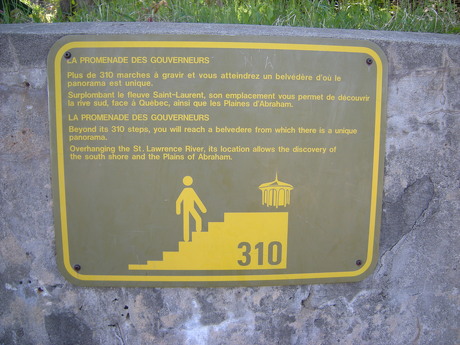 LA PROMENADE DES GOUVERNEURS
Plus de 310 marches à gravir et vous atteindrez un belvédère d'où le
panorama est unique.
Surplombant le fleuve Saint-Laurent, son emplacement vous permet de découvrir
la rive sud, face à Québec, ainsi que les Plaines d'Abraham.
LA PROMENADE DES GOUVERNEURS
Beyond its 310 steps, you will reach a belvedere from which there is a unique
panorama.
Overhanging the St. Lawrence River, its location allows the discovery of
the south shore and the Plains of Abraham.
310